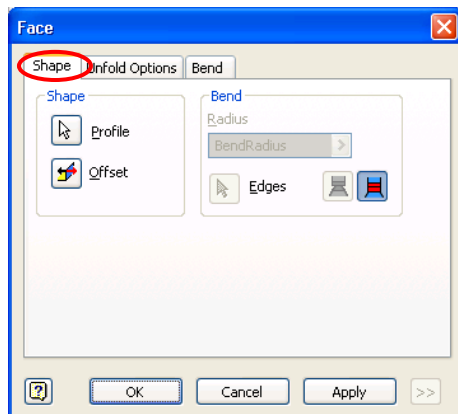 Face
Shape Unfold Options Bend
Shape
Profile
Offset
Bend
Radius
BendRadius >
Edges
? OK Cancel Apply >>